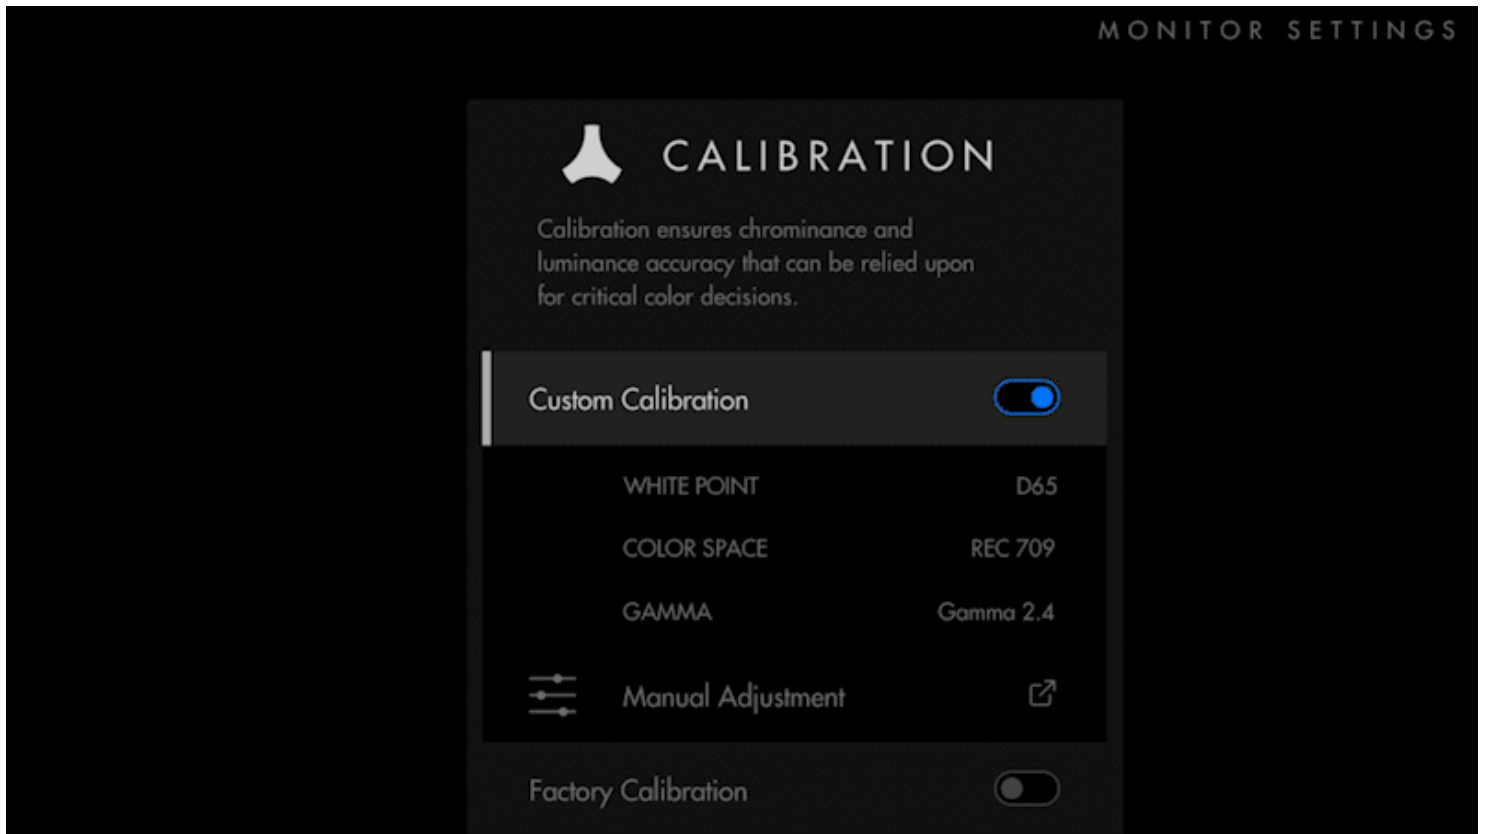 MONITOR SETTINGS
CALIBRATION
Calibration ensures chrominance and
luminance accuracy that can be relied upon
for critical color decisions.
Custom Calibration
WHITE POINT D65
COLOR SPACE REC 709
GAMMA Gamma 2.4
Manual Adjustment
Factory Calibration